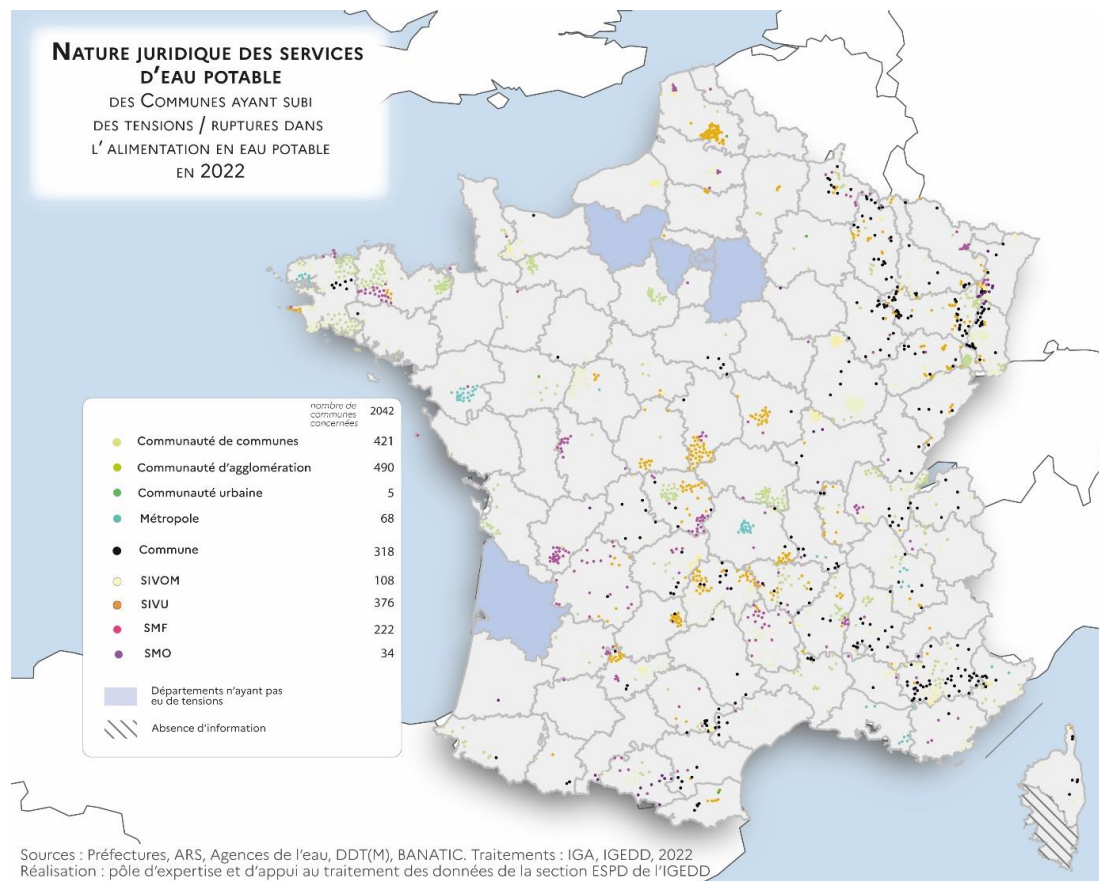 NATURE JURIDIQUE DES SERVICES
D'EAU POTABLE
DES COMMUNES AYANT SUBI
DES TENSIONS / RUPTURES DANS
L' ALIMENTATION EN EAU POTABLE
EN 2022
nombre de
communes
concernées 2042
Communauté de communes 421
Communauté d'agglomération 490
Communauté urbaine 5
Métropole 68
Commune 318
SIVOM 108
SIVU 376
SMF 222
SMO 34
Départements n'ayant pas
eu de tensions
Absence d'information
Sources : Préfectures, ARS, Agences de l'eau, DDT(M), BANATIC. Traitements : IGA, IGEDD, 2022
Réalisation : pôle d'expertise et d'appui au traitement des données de la section ESPD de l'IGEDD